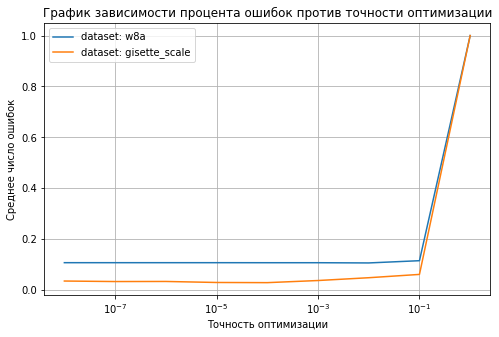 График зависимости процента ошибок против точности оптимизации
dataset: w8a
dataset: gisette_scale
Среднее число ошибок
1.0
0.8
0.6
0.4
0.2
0.0
10⁻⁷
10⁻⁵
10⁻³
10⁻¹
Точность оптимизации